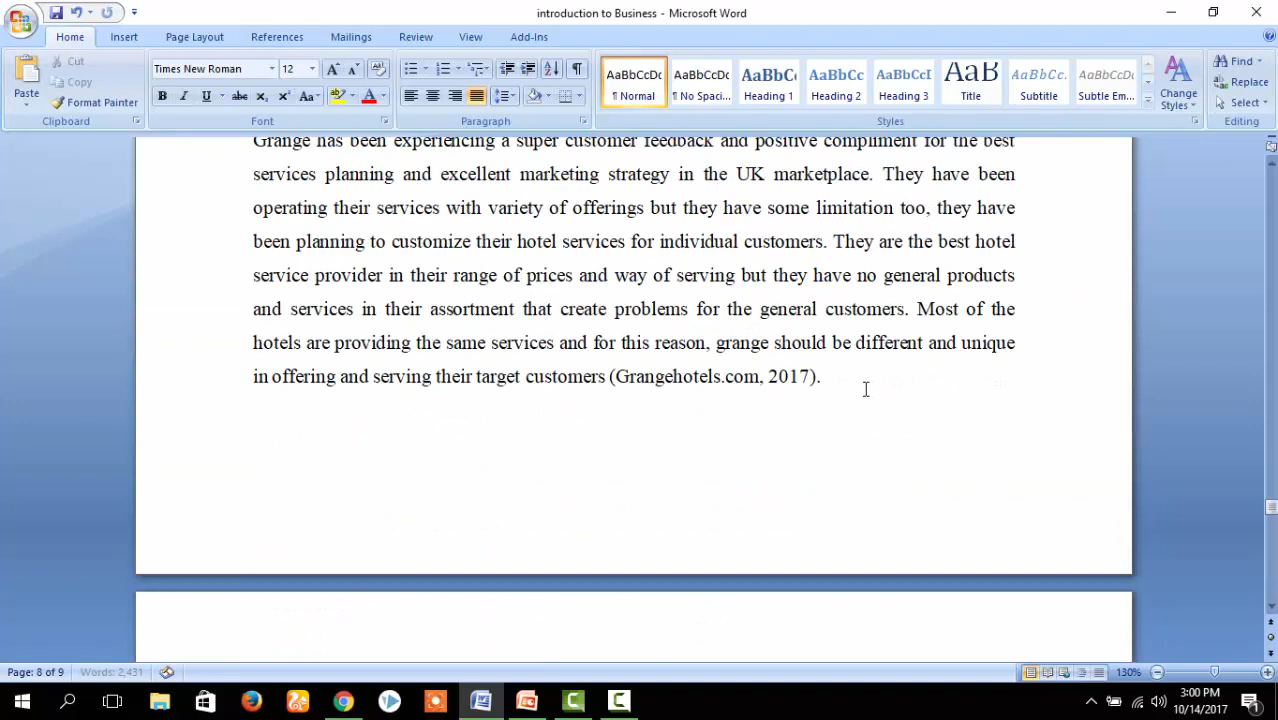 introduction to Business - Microsoft Word
Home Insert Page Layout References Mailings Review View Add-Ins
Paste
Cut
Copy
Format Painter
Clipboard
Times New Roman 12
B I U abc x₂ x² Aa
Font
Paragraph
AaBbCcDc AaBbCcDc AaBbC AaBbCc AaBbCcI AaB AaBbCc. AaBbCc.
¶ Normal ¶ No Spaci... Heading 1 Heading 2 Heading 3 Title Subtitle Subtle Em...
Change
Styles
Styles
Find
Replace
Select
Editing
Grange has been experiencing a super customer feedback and positive compliment for the best
services planning and excellent marketing strategy in the UK marketplace. They have been
operating their services with variety of offerings but they have some limitation too, they have
been planning to customize their hotel services for individual customers. They are the best hotel
service provider in their range of prices and way of serving but they have no general products
and services in their assortment that create problems for the general customers. Most of the
hotels are providing the same services and for this reason, grange should be different and unique
in offering and serving their target customers (Grangehotels.com, 2017).
Page: 8 of 9 Words: 2,431
130%
3:00 PM
10/14/2017